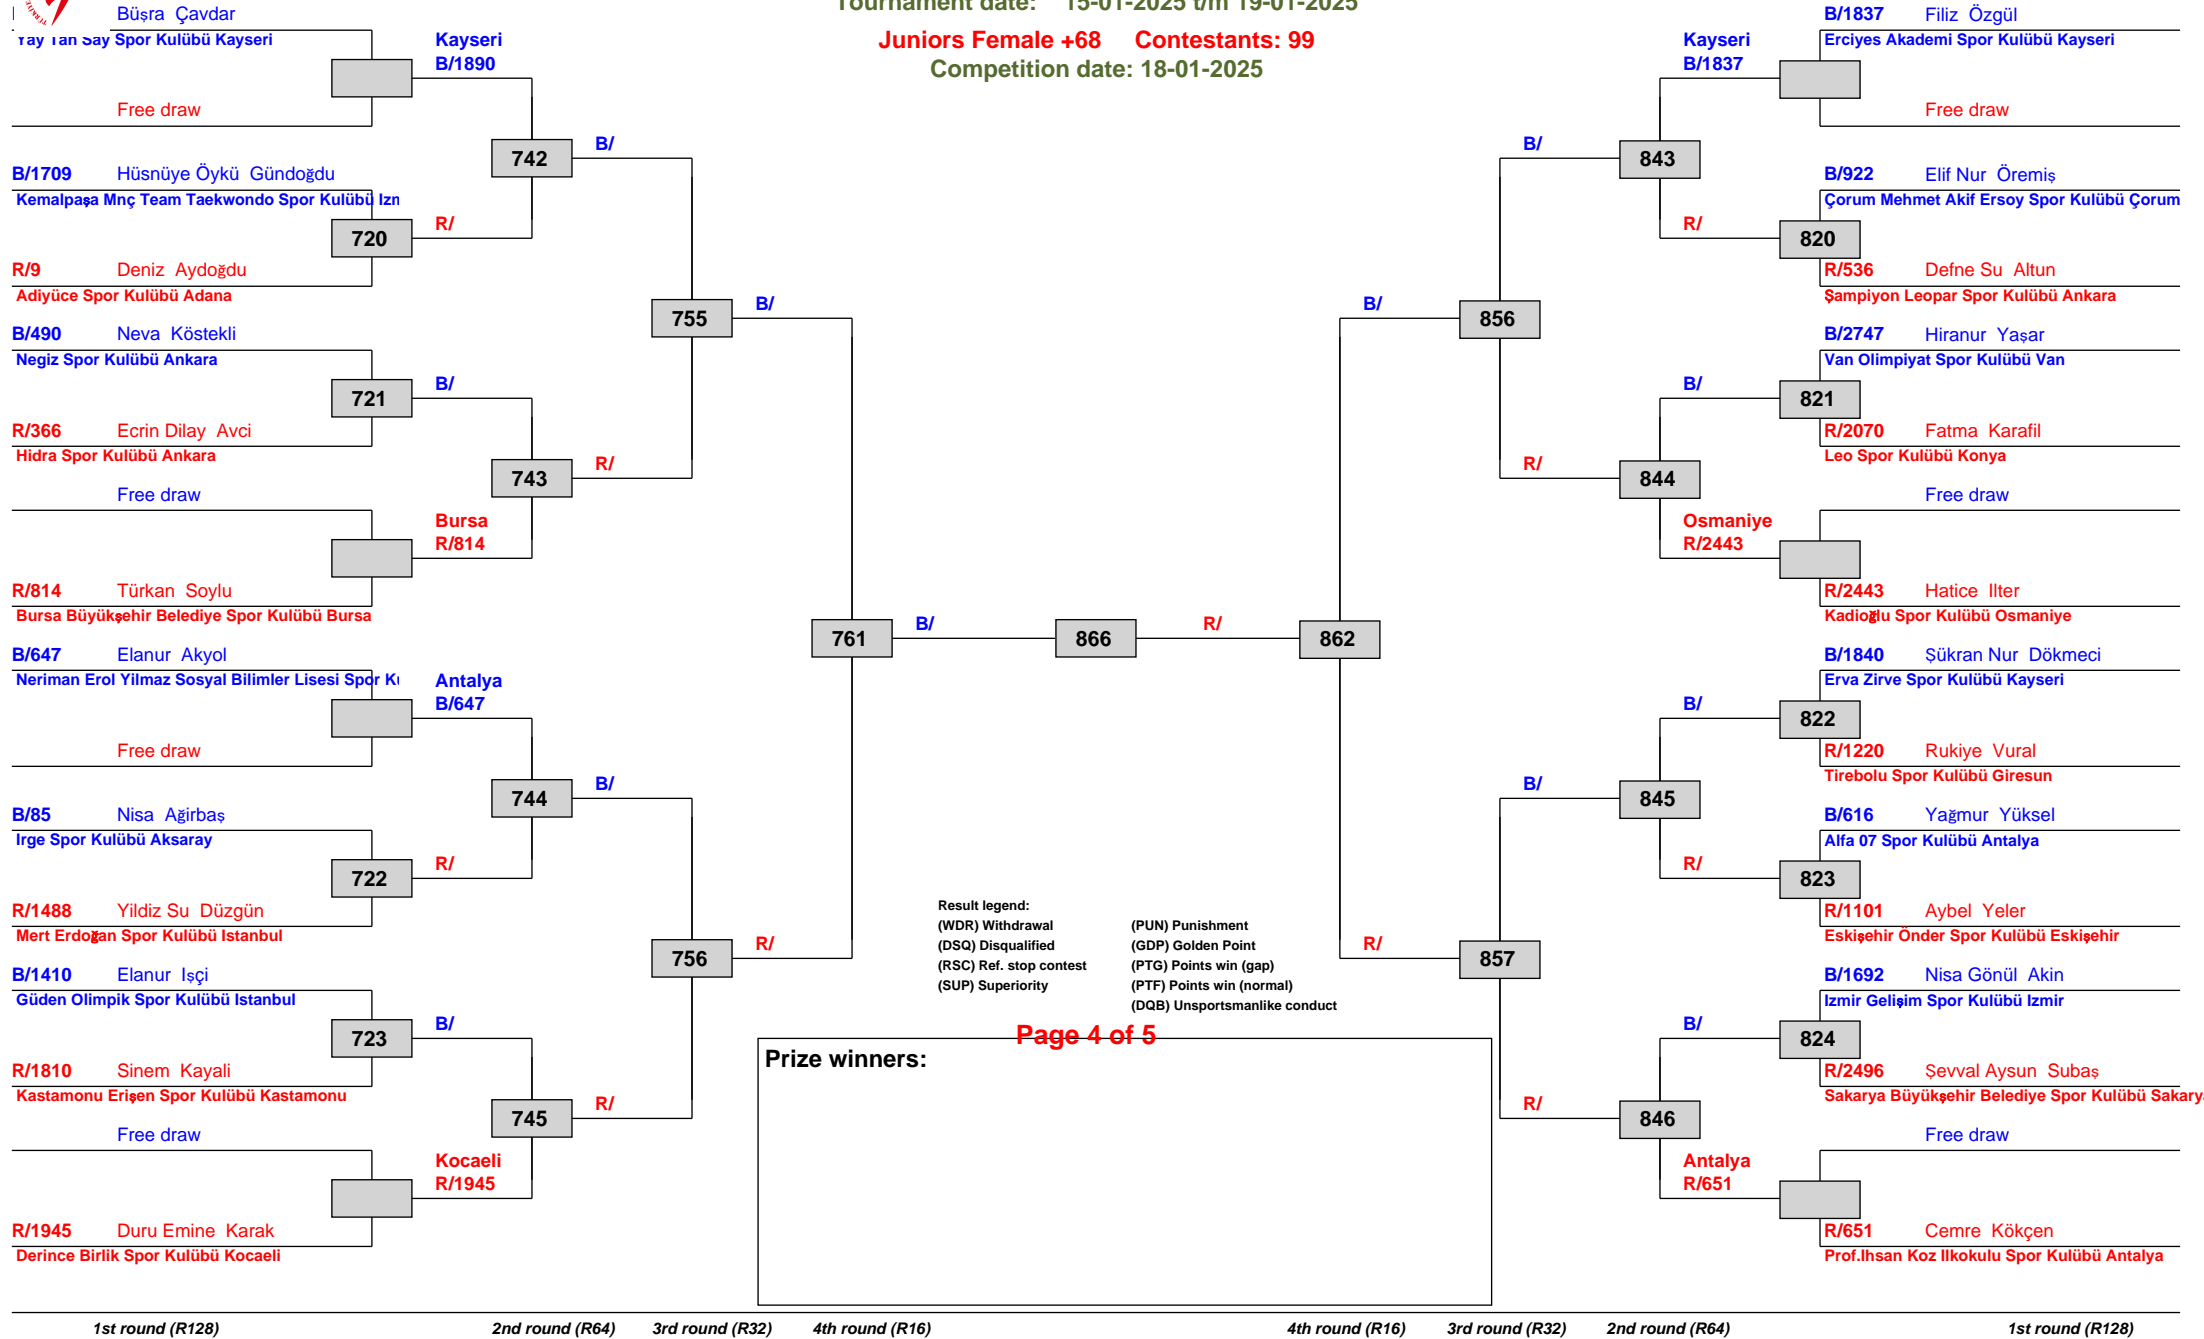 Tournament date: 15-01-2025 t/m 19-01-2025
Juniors Female +68 Contestants: 99
Competition date: 18-01-2025
Büşra Çavdar
Yay Tan Say Spor Kulübü Kayseri
Kayseri
B/1890
Free draw
742
B/
B/1709 Hüsnüye Öykü Gündoğdu
Kemalpaşa Mnç Team Taekwondo Spor Kulübü Izn
720
R/
R/9 Deniz Aydoğdu
Adiyüce Spor Kulübü Adana
755
B/
B/490 Neva Köstekli
Negiz Spor Kulübü Ankara
721
B/
R/366 Ecrin Dilay Avci
Hidra Spor Kulübü Ankara
743
R/
Free draw
Bursa
R/814
R/814 Türkan Soylu
Bursa Büyükşehir Belediye Spor Kulübü Bursa
761
B/
866
R/
862
B/647 Elanur Akyol
Neriman Erol Yilmaz Sosyal Bilimler Lisesi Spor Ku
Antalya
B/647
Free draw
744
B/
B/85 Nisa Ağirbaş
Irge Spor Kulübü Aksaray
722
R/
R/1488 Yildiz Su Düzgün
Mert Erdoğan Spor Kulübü Istanbul
756
R/
B/1410 Elanur Işçi
Güden Olimpik Spor Kulübü Istanbul
723
B/
R/1810 Sinem Kayali
Kastamonu Erişen Spor Kulübü Kastamonu
745
R/
Free draw
Kocaeli
R/1945
R/1945 Duru Emine Karak
Derince Birlik Spor Kulübü Kocaeli
B/1837 Filiz Özgül
Erciyes Akademi Spor Kulübü Kayseri
Kayseri
B/1837
Free draw
B/
843
B/922 Elif Nur Öremiş
Çorum Mehmet Akif Ersoy Spor Kulübü Çorum
R/
820
R/536 Defne Su Altun
Şampiyon Leopar Spor Kulübü Ankara
B/
856
B/2747 Hiranur Yaşar
Van Olimpiyat Spor Kulübü Van
B/
821
R/2070 Fatma Karafil
Leo Spor Kulübü Konya
R/
844
Free draw
Osmaniye
R/2443
R/2443 Hatice Ilter
Kadioğlu Spor Kulübü Osmaniye
B/1840 Şükran Nur Dökmeci
Erva Zirve Spor Kulübü Kayseri
B/
822
R/1220 Rukiye Vural
Tirebolu Spor Kulübü Giresun
B/
845
B/616 Yağmur Yüksel
Alfa 07 Spor Kulübü Antalya
R/
823
R/1101 Aybel Yeler
Eskişehir Önder Spor Kulübü Eskişehir
R/
857
B/1692 Nisa Gönül Akin
Izmir Gelişim Spor Kulübü Izmir
B/
824
R/2496 Şevval Aysun Subaş
Sakarya Büyükşehir Belediye Spor Kulübü Sakary
R/
846
Free draw
Antalya
R/651
R/651 Cemre Kökçen
Prof.Ihsan Koz Ilkokulu Spor Kulübü Antalya
Result legend:
(WDR) Withdrawal (PUN) Punishment
(DSQ) Disqualified (GDP) Golden Point
(RSC) Ref. stop contest (PTG) Points win (gap)
(SUP) Superiority (PTF) Points win (normal)
(DQB) Unsportsmanlike conduct
Page 4 of 5
Prize winners:
1st round (R128) 2nd round (R64) 3rd round (R32) 4th round (R16) 4th round (R16) 3rd round (R32) 2nd round (R64) 1st round (R128)